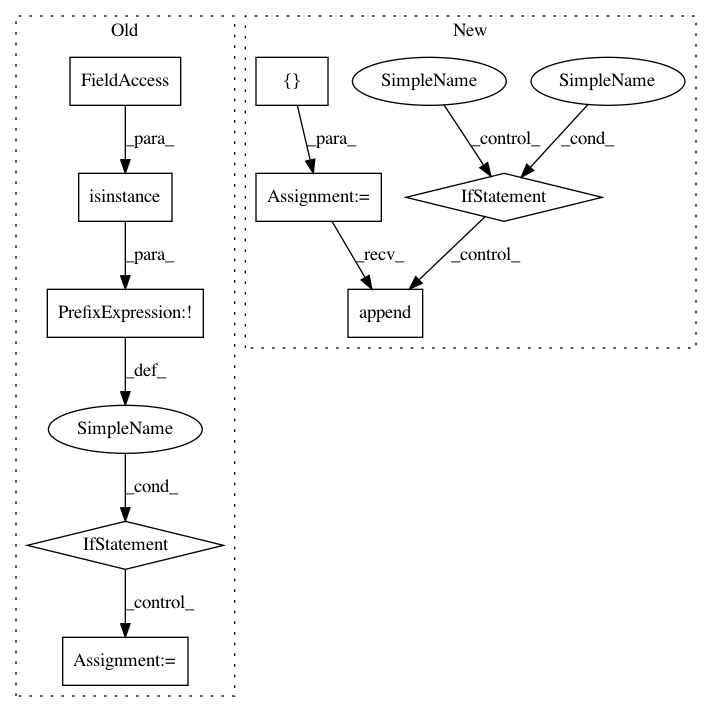 Old
FieldAccess
_para_
isinstance
_para_
PrefixExpression:!
_def_
SimpleName
_cond_
IfStatement
_control_
Assignment:=
New
{}
SimpleName
SimpleName
_para_
_control_
_cond_
Assignment:=
IfStatement
_recv_
_control_
append